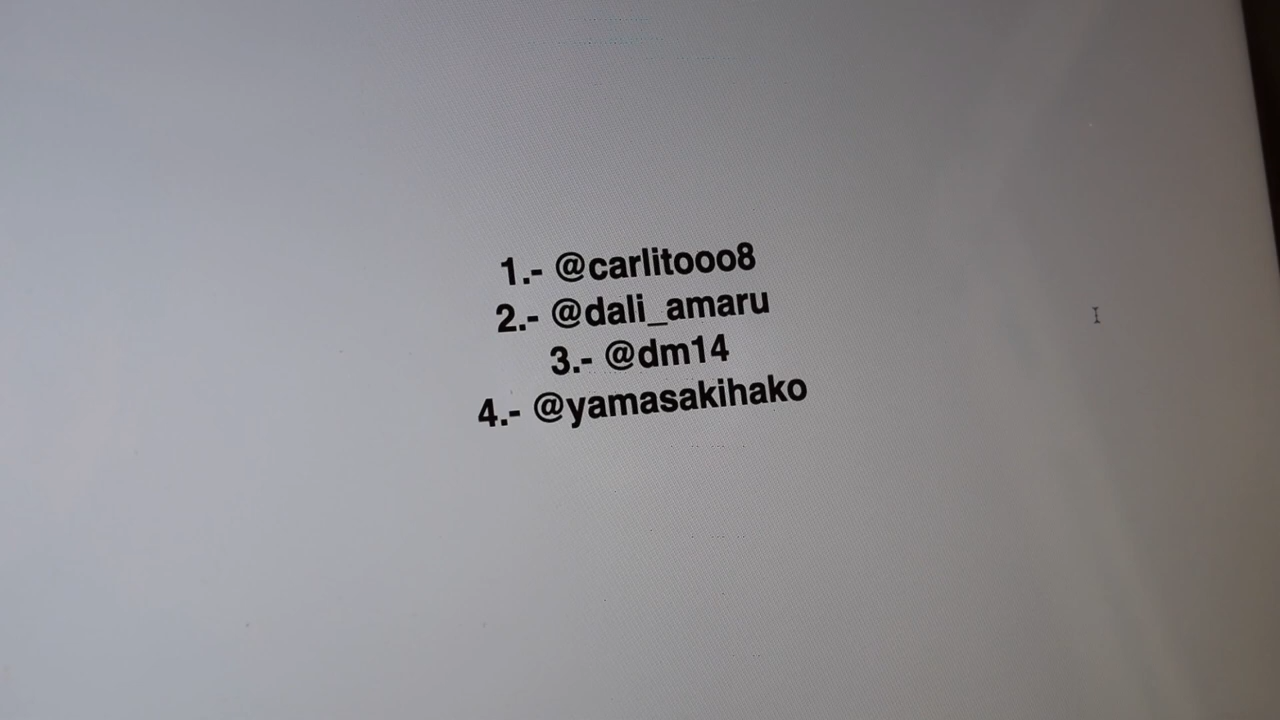 1.- @carlitooo8
2.- @dali_amaru
3.- @dm14
4.- @yamasakihako